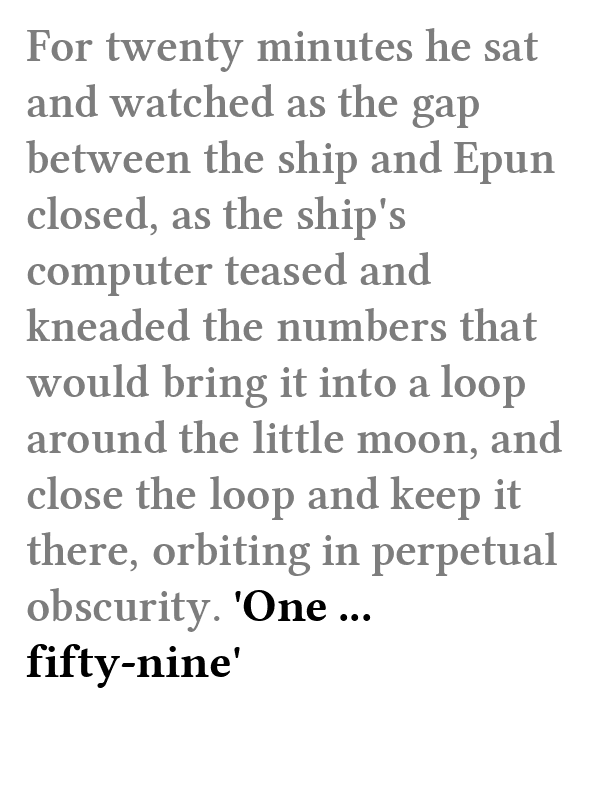 For twenty minutes he sat
and watched as the gap
between the ship and Epun
closed, as the ship's
computer teased and
kneaded the numbers that
would bring it into a loop
around the little moon, and
close the loop and keep it
there, orbiting in perpetual
obscurity. 'One ...
fifty-nine'